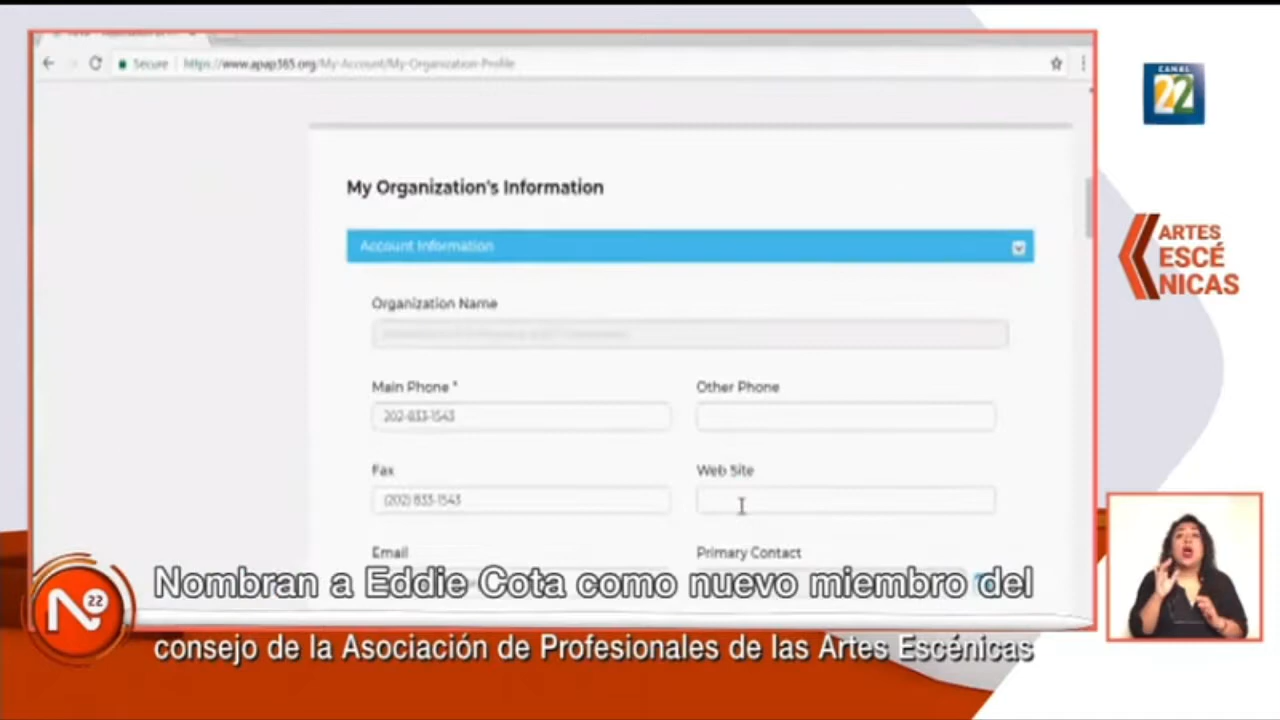 Secure
https://www.apap365.org/My-Account/My-Organization-Profile
CANAL
22
My Organization's Information
Account Information
ARTES
ESCÉ
NICAS
Organization Name
Main Phone *
Other Phone
202-833-1543
Fax
Web Site
(202) 833-1543
Email
Primary Contact
N22
Nombran a Eddie Cota como nuevo miembro del
consejo de la Asociación de Profesionales de las Artes Escénicas